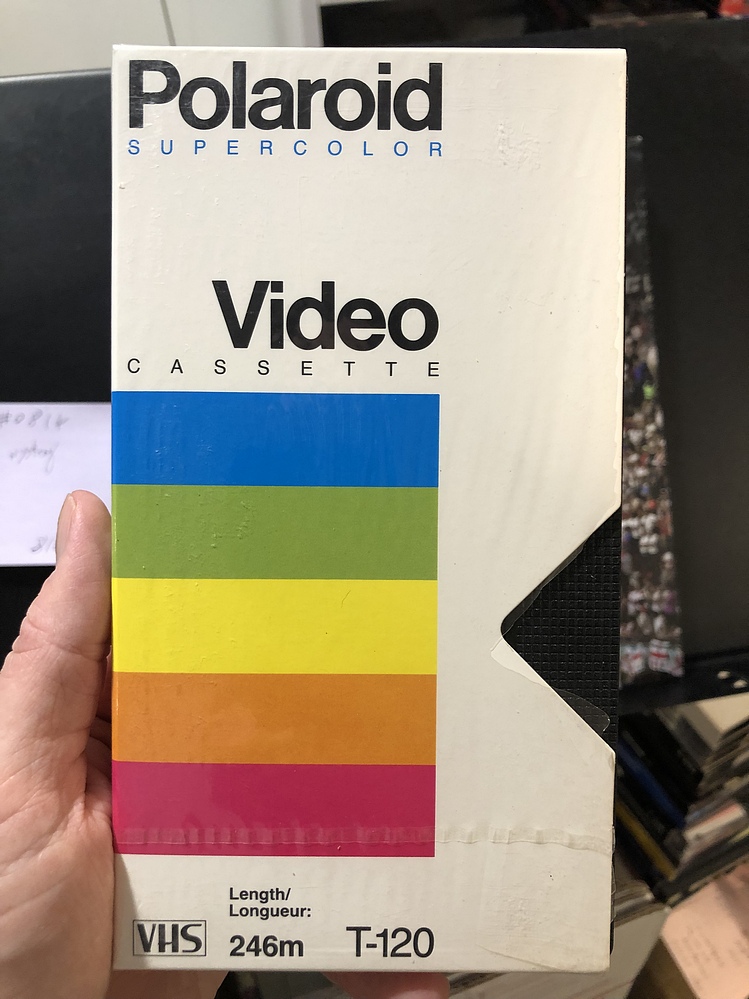 Polaroid
SUPERCOLOR
Video
CASSETTE
Length/
Longueur:
VHS 246m T-120